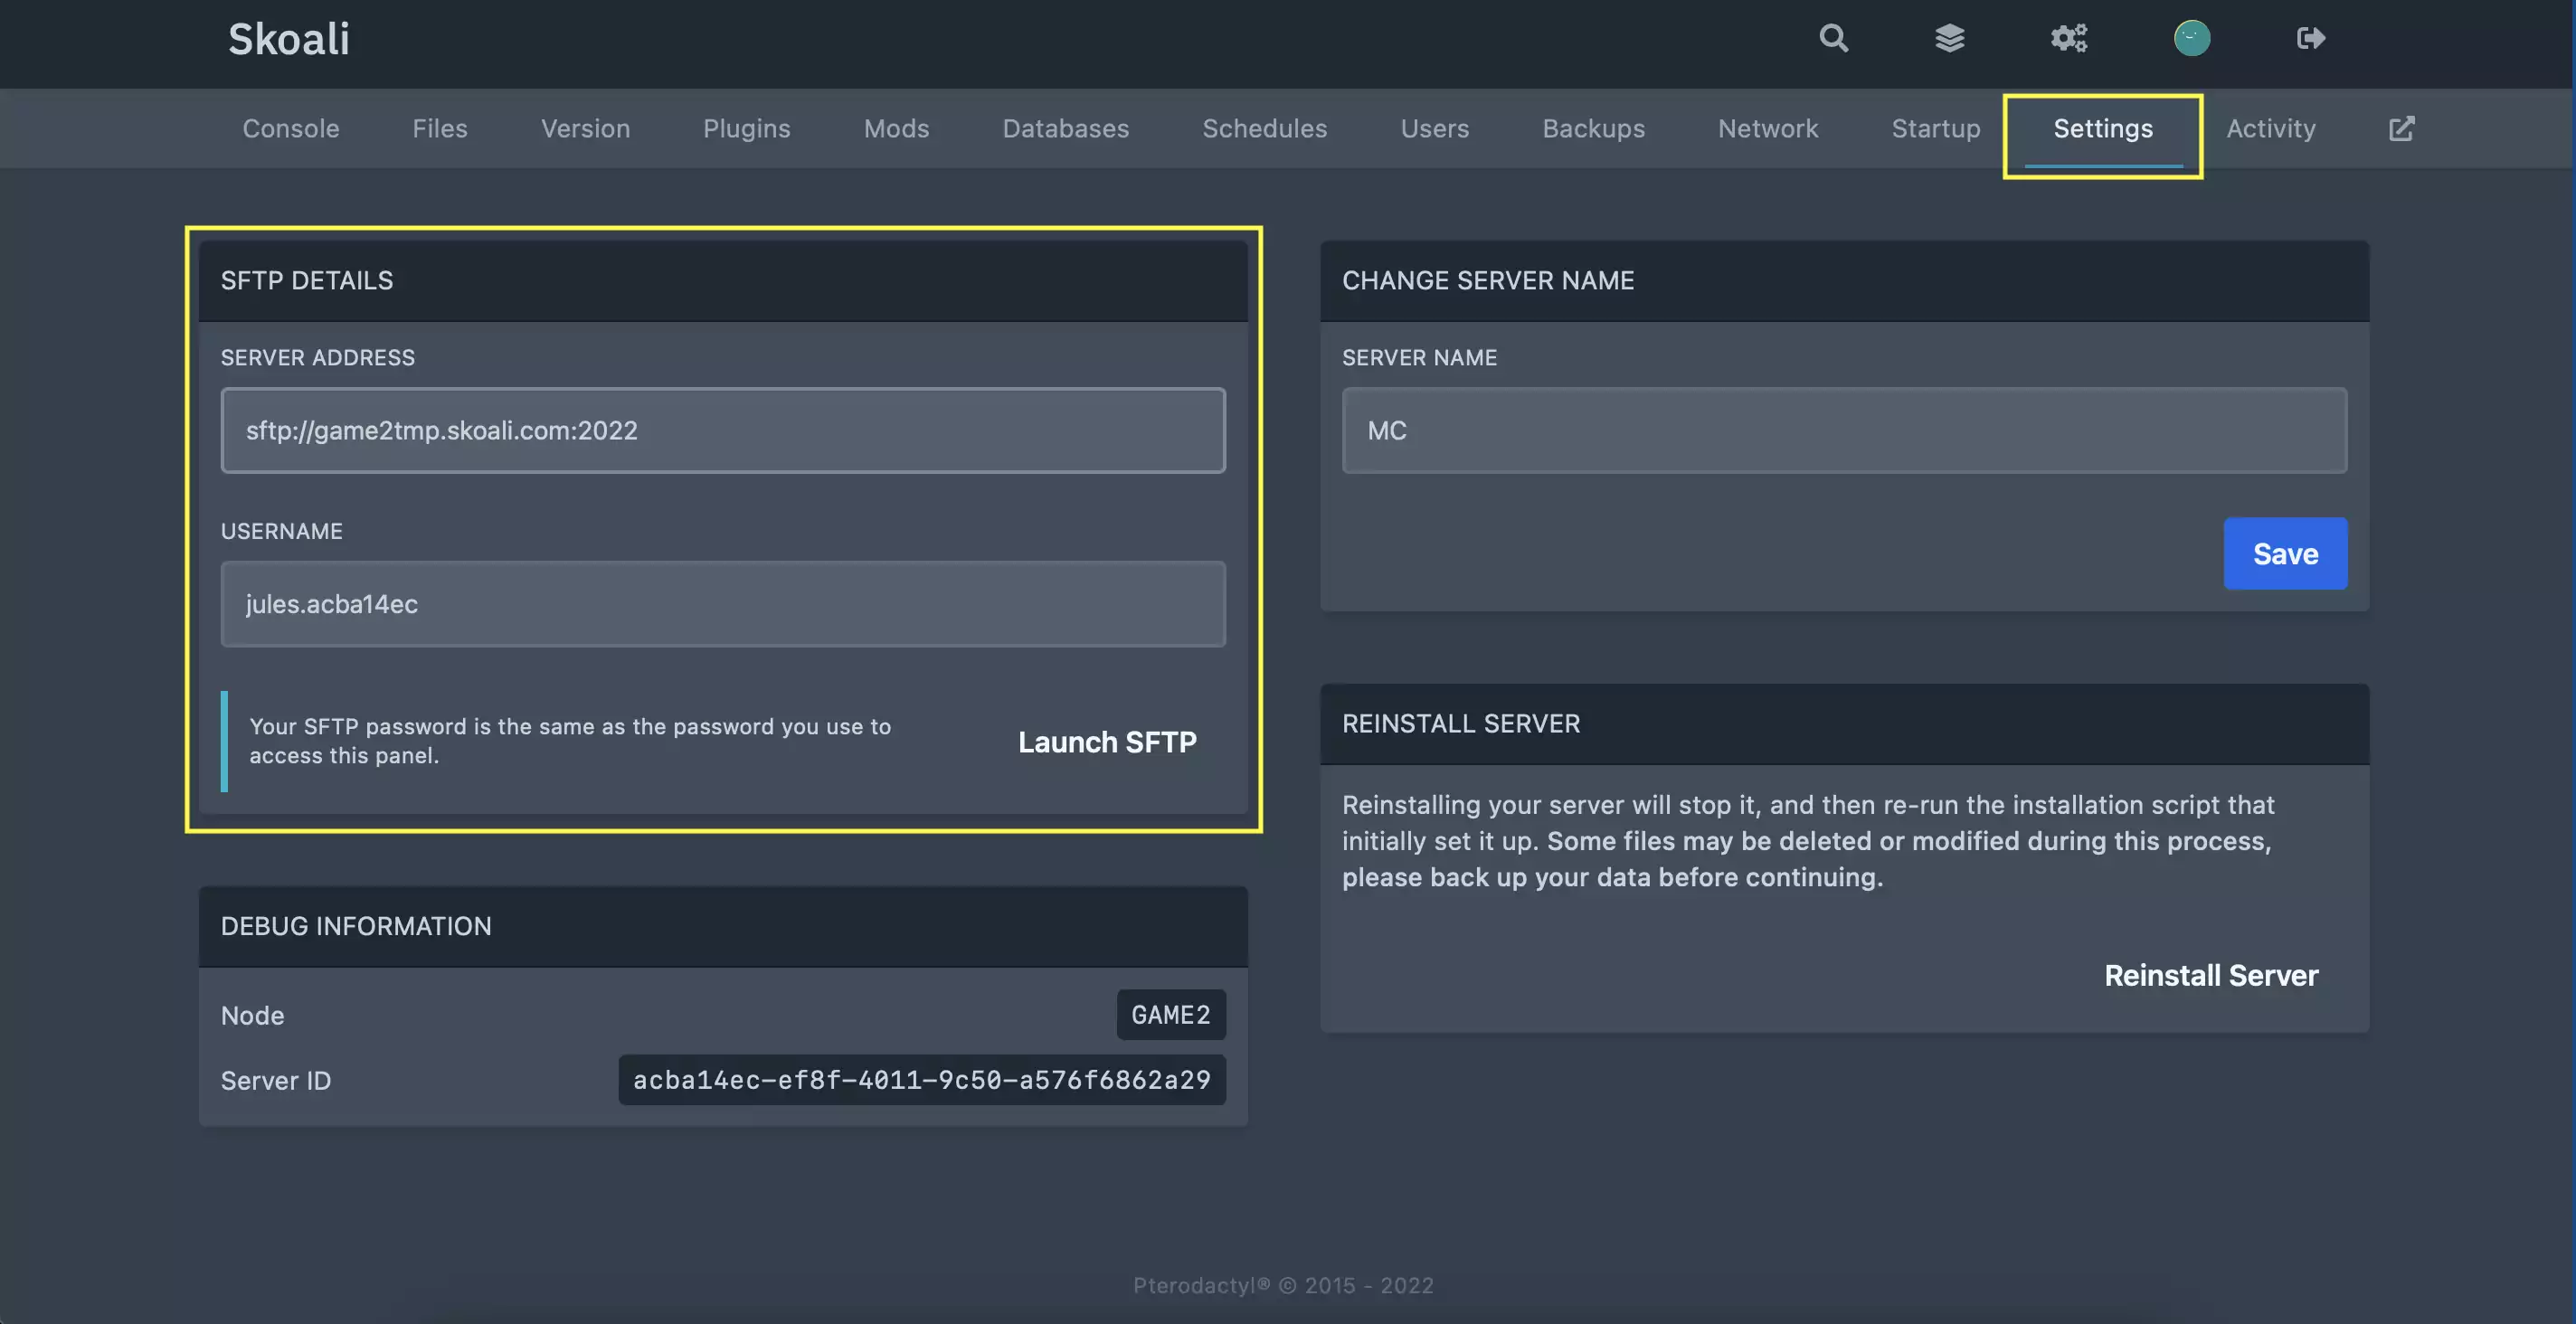 Skoali
Console Files Version Plugins Mods Databases Schedules Users Backups Network Startup Settings Activity
SFTP DETAILS
SERVER ADDRESS
sftp://game2tmp.skoali.com:2022
USERNAME
jules.acba14ec
Your SFTP password is the same as the password you use to
access this panel.
Launch SFTP
DEBUG INFORMATION
Node GAME2
Server ID acba14ec-ef8f-4011-9c50-a576f6862a29
CHANGE SERVER NAME
SERVER NAME
MC
Save
REINSTALL SERVER
Reinstalling your server will stop it, and then re-run the installation script that
initially set it up. Some files may be deleted or modified during this process,
please back up your data before continuing.
Reinstall Server
Pterodactyl® © 2015 - 2022